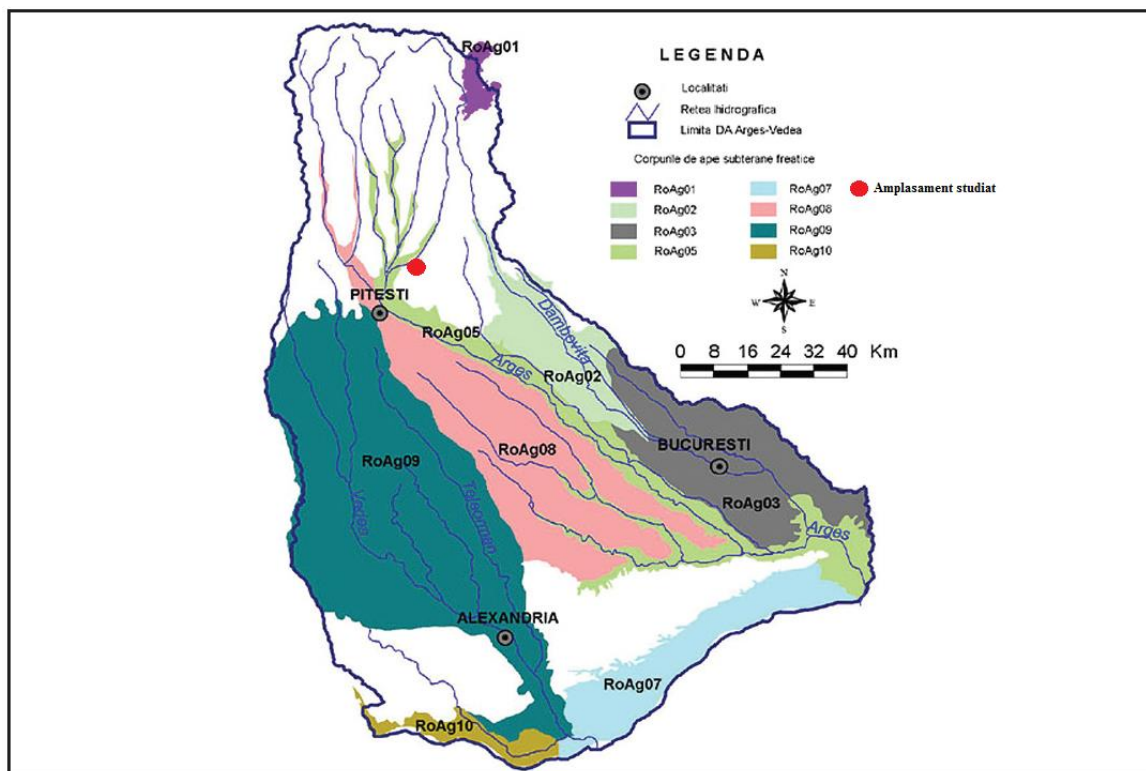 RoAg01
LEGENDA
Localitati
Retea hidrografica
Limita DA Arges-Vedea
Corpurile de ape subterane freatice
RoAg01
RoAg02
RoAg03
RoAg05
RoAg07
RoAg08
RoAg09
RoAg10
Amplasament studiat
N
W E
S
0 8 16 24 32 40 Km
PITESTI
RoAg05
Arges
Dambovita
RoAg02
BUCURESTI
RoAg03
Arges
RoAg08
RoAg09
Vedea
Teleorman
ALEXANDRIA
RoAg07
RoAg10